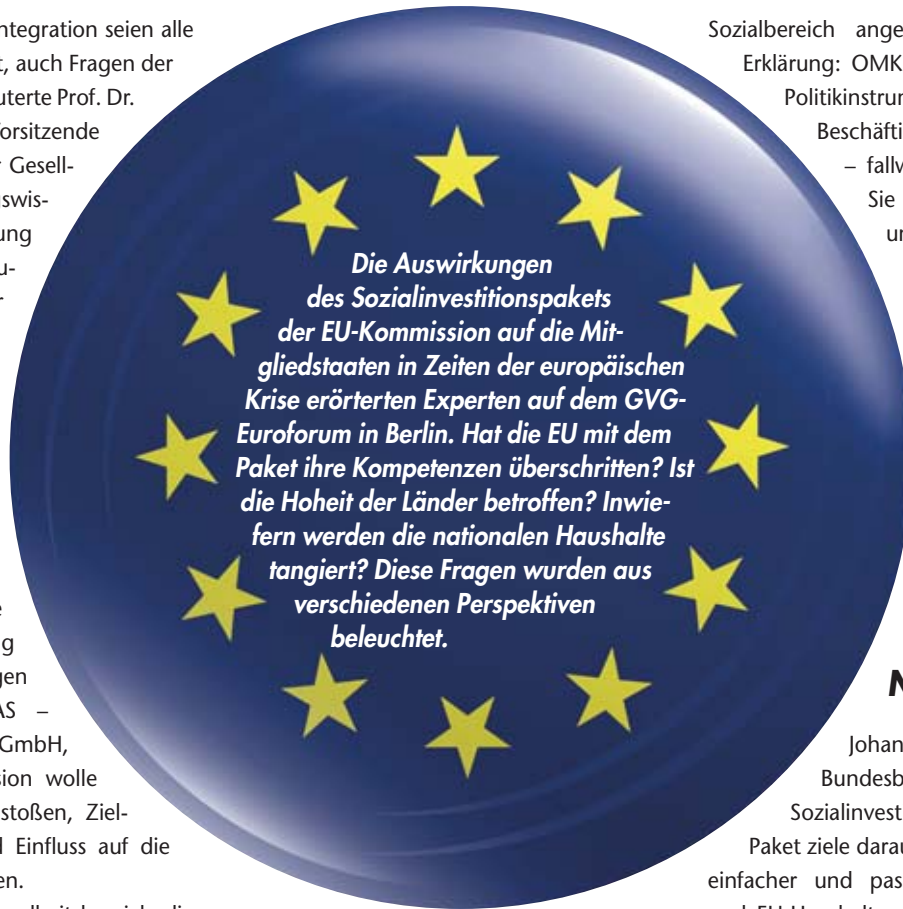 ntegration seien alle
t, auch Fragen der
uterte Prof. Dr.
orsitzende
Gesell-
swis-
ung
u-
Die Auswirkungen
des Sozialinvestitionspakets
der EU-Kommission auf die Mit-
gliedstaaten in Zeiten der europäischen
Krise erörterten Experten auf dem GVG-
Euroforum in Berlin. Hat die EU mit dem
Paket ihre Kompetenzen überschritten? Ist
die Hoheit der Länder betroffen? Inwie-
fern werden die nationalen Haushalte
tangiert? Diese Fragen wurden aus
verschiedenen Perspektiven
beleuchtet.
g
gen
AS –
GmbH,
sion wolle
stoßen, Ziel-
Einfluss auf die
en.
Sozialbereich ange
Erklärung: OMK
Politikinstru
Beschäfti
– fallw
Sie
un
N
Johan
Bundesb
Sozialinvest
Paket ziele darau
einfacher und pas